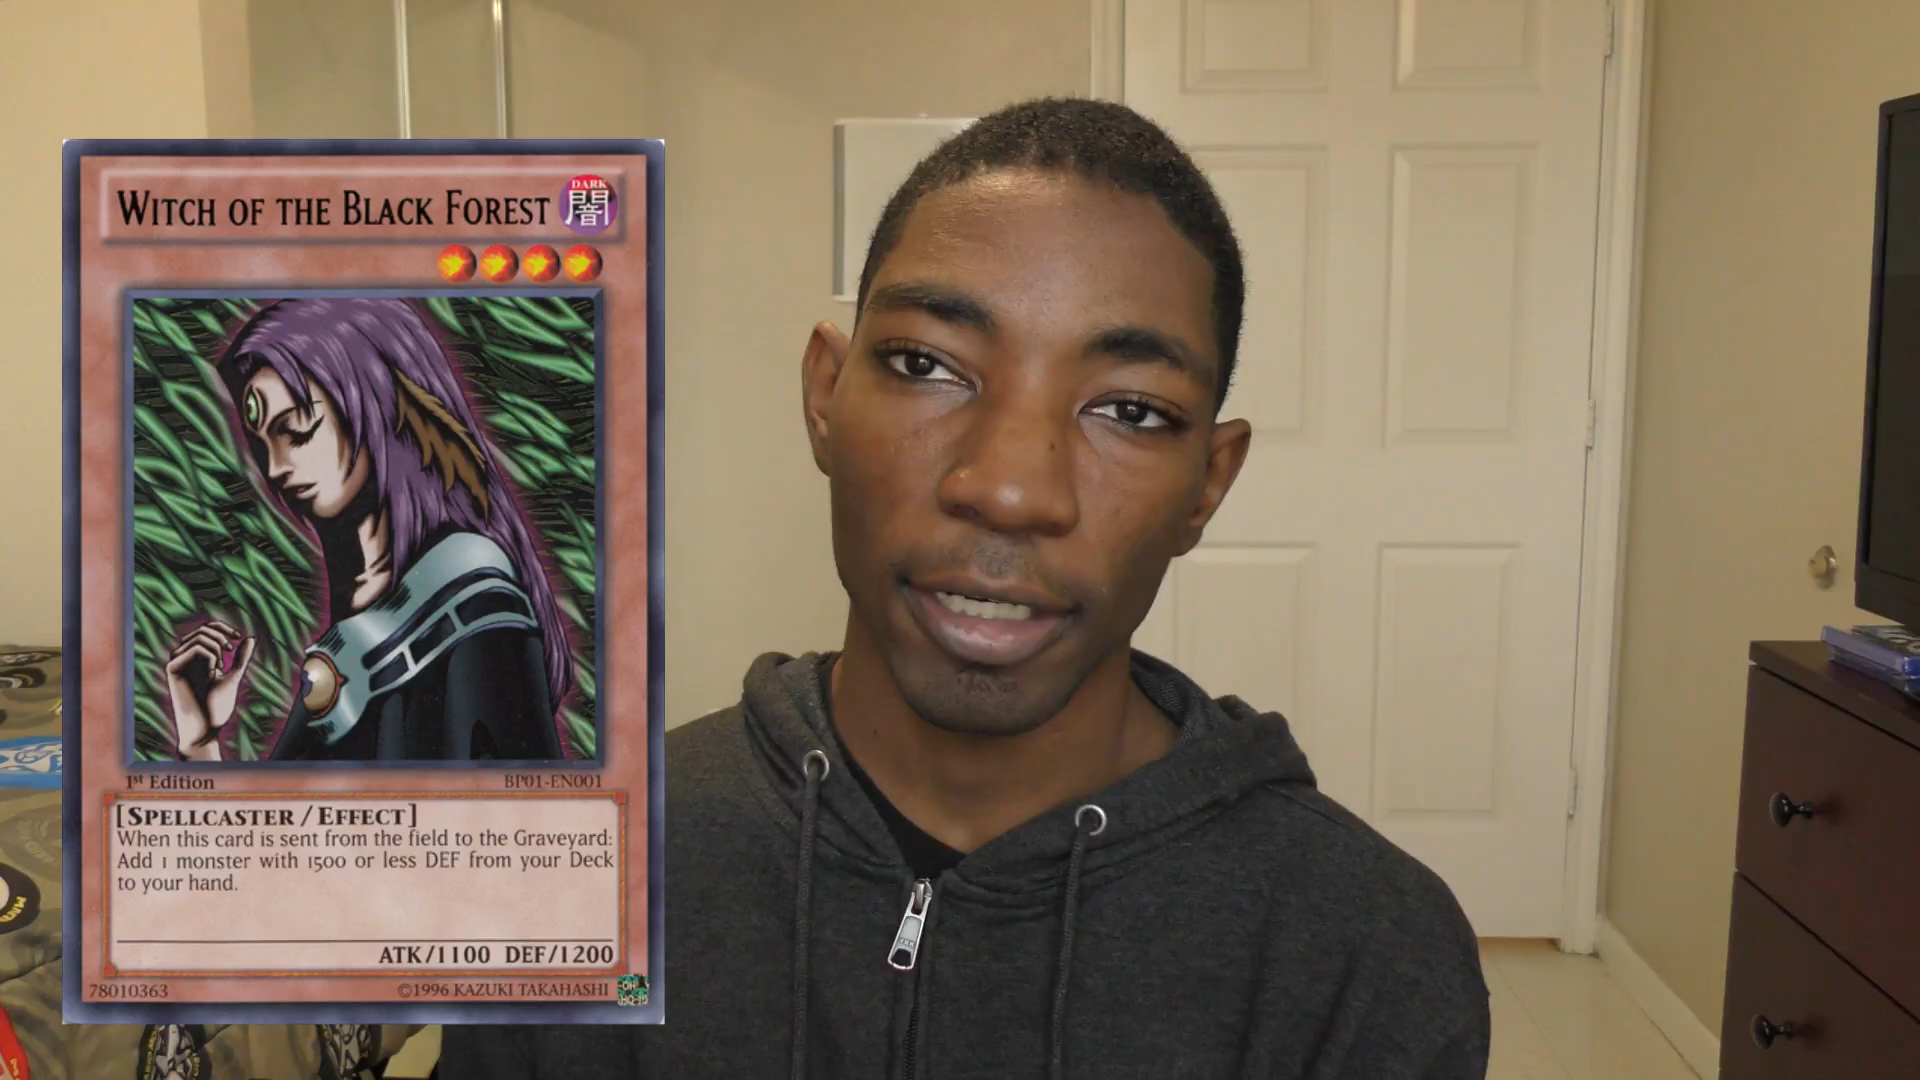 WITCH OF THE BLACK FOREST
DARK
闇
1st Edition
BP01-EN001
[SPELLCASTER / EFFECT]
When this card is sent from the field to the Graveyard:
Add 1 monster with 1500 or less DEF from your Deck
to your hand.
ATK/1100 DEF/1200
78010363
©1996 KAZUKI TAKAHASHI